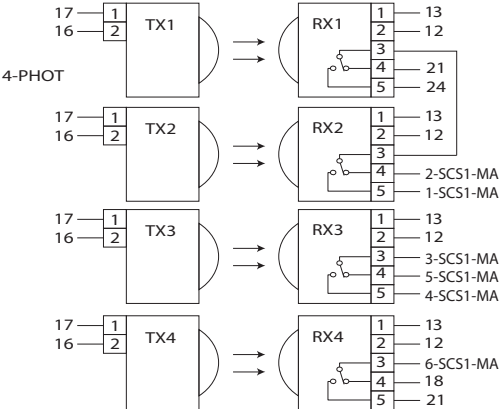 17 1 TX1 RX1 1 13
16 2 2 12
3
4-PHOT 4 21
5 24
17 1 TX2 RX2 1 13
16 2 2 12
3
4 2-SCS1-MA
5 1-SCS1-MA
17 1 TX3 RX3 1 13
16 2 2 12
3 3-SCS1-MA
4 5-SCS1-MA
5 4-SCS1-MA
17 1 TX4 RX4 1 13
16 2 2 12
3 6-SCS1-MA
4 18
5 21